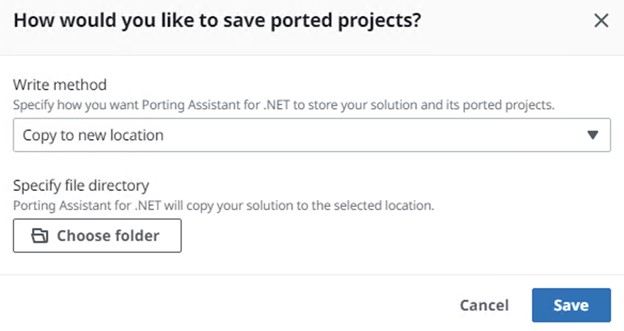 How would you like to save ported projects?
Write method
Specify how you want Porting Assistant for .NET to store your solution and its ported projects.
Copy to new location
Specify file directory
Porting Assistant for .NET will copy your solution to the selected location.
Choose folder
Cancel Save